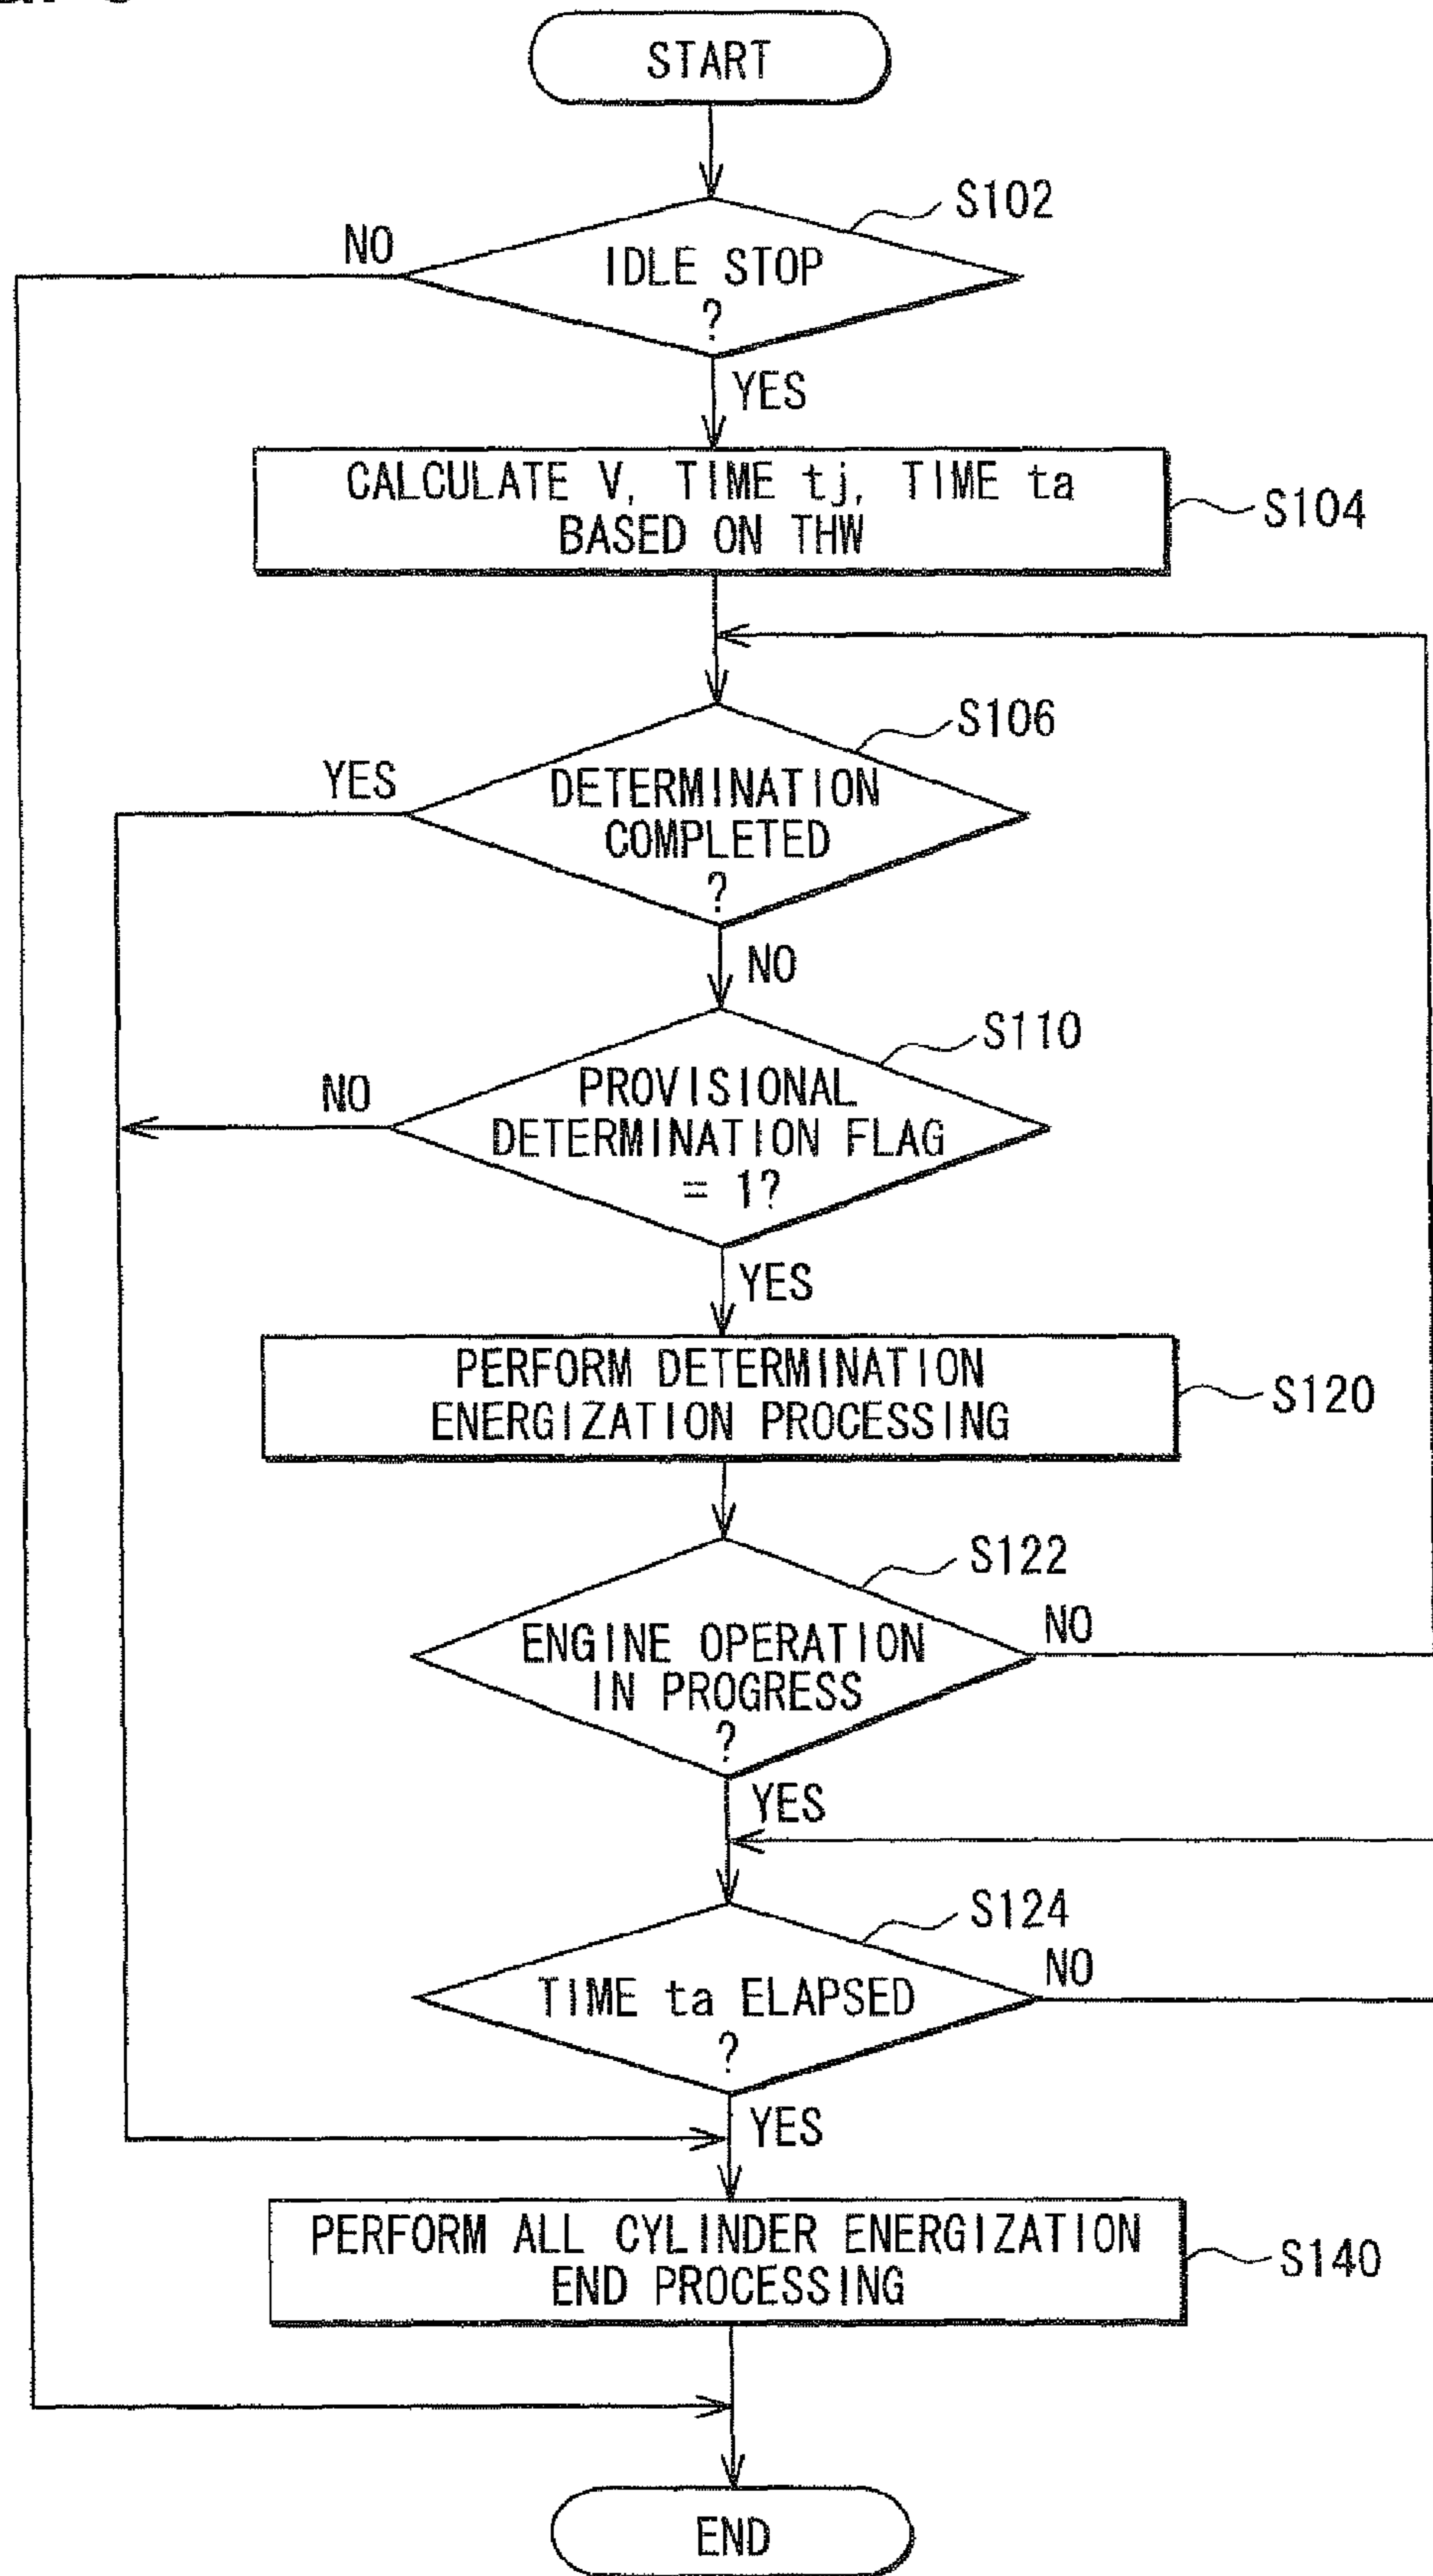 START
S102
NO
IDLE STOP
?
YES
CALCULATE V, TIME tj, TIME ta
BASED ON THW
S104
S106
YES
DETERMINATION
COMPLETED
?
NO
S110
NO
PROVISIONAL
DETERMINATION FLAG
= 1?
YES
PERFORM DETERMINATION
ENERGIZATION PROCESSING
S120
S122
NO
ENGINE OPERATION
IN PROGRESS
?
YES
S124
NO
TIME ta ELAPSED
?
YES
PERFORM ALL CYLINDER ENERGIZATION
END PROCESSING
S140
END